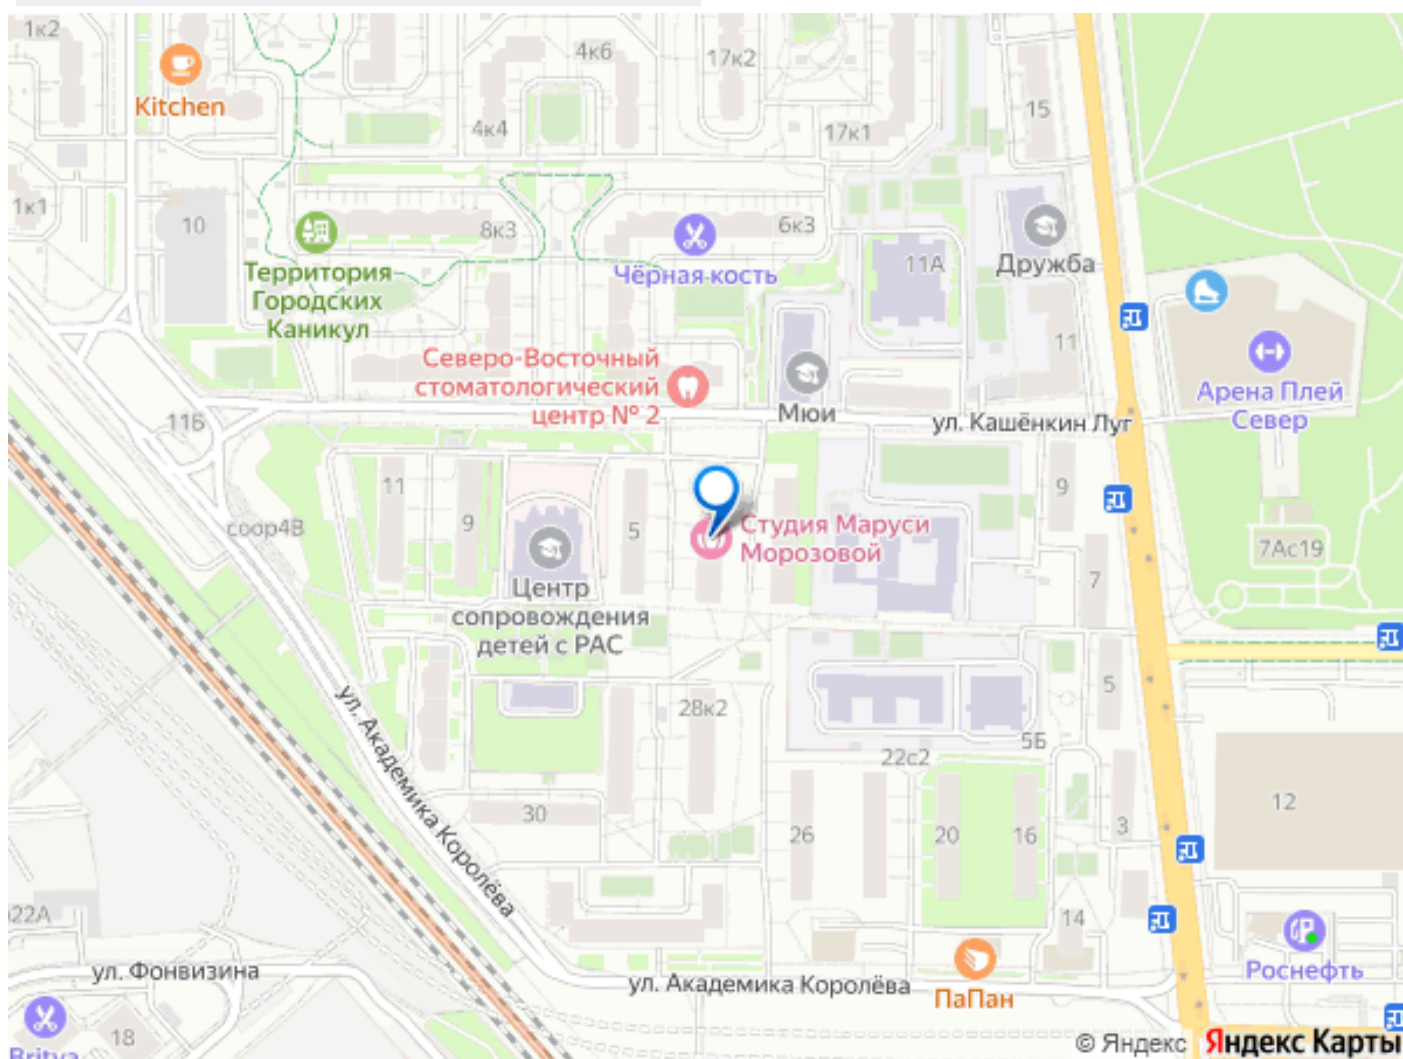 1к2
Kitchen
4к6
17к2
4к4
17к1
15
1к1
10
8к3
6к3
Территория
Городских
Каникул
Чёрная кость
11А
Дружба
11
Северо-Восточный
стоматологический
центр № 2
Мюи
Арена Плей
Север
ул. Кашёнкин Луг
11Б
11
9
5
9
соор4В
Студия Маруси
Морозовой
7Ас19
7
Центр
сопровождения
детей с РАС
ул. Академика Королёва
28к2
5
5Б
22с2
30
26
20
16
3
12
22А
14
ул. Фонвизина
ул. Академика Королёва
ПаПан
Роснефть
18
Britva
© Яндекс Яндекс Карты